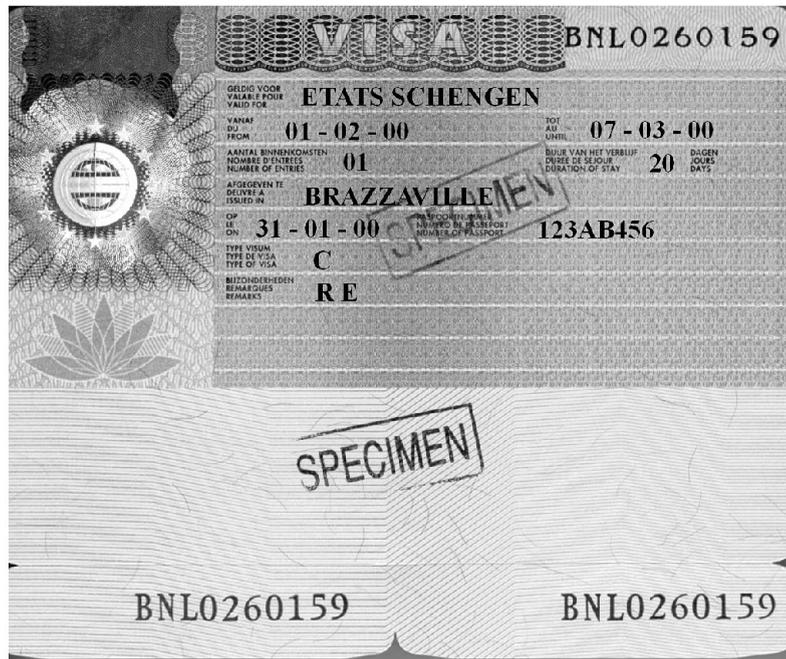 VISA BNL0260159
GELDIG VOOR
VALABLE POUR
VALID FOR
ETATS SCHENGEN
VANAF
DU
FROM
01 - 02 - 00
TOT
AU
UNTIL
07 - 03 - 00
AANTAL BINNENKOMSTEN
NOMBRE D'ENTREES
NUMBER OF ENTRIES
01
DUUR VAN HET VERBLIJF
DUREE DE SEJOUR
DURATION OF STAY
20
DAGEN
JOURS
DAYS
AFGEGEVEN TE
DELIVRE A
ISSUED IN
BRAZZAVILLE
OP
LE
ON
31 - 01 - 00
PASPOORTNUMMER
NUMERO DE PASSEPORT
NUMBER OF PASSPORT
123AB456
SPECIMEN
TYPE VISUM
TYPE DE VISA
TYPE OF VISA
C
BIJZONDERHEDEN
REMARQUES
REMARKS
R E
SPECIMEN
BNL0260159 BNL0260159